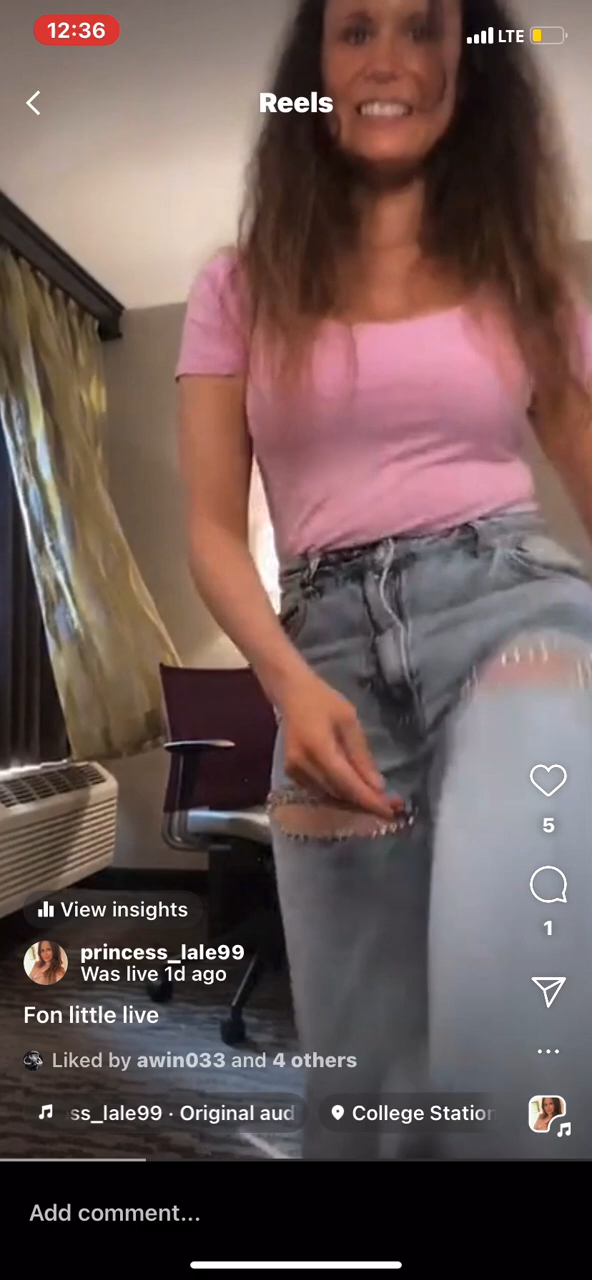 12:36
LTE
Reels
5
View insights
1
princess_lale99
Was live 1d ago
Fon little live
Liked by awin033 and 4 others
ss_lale99 · Original aud
College Station
Add comment...